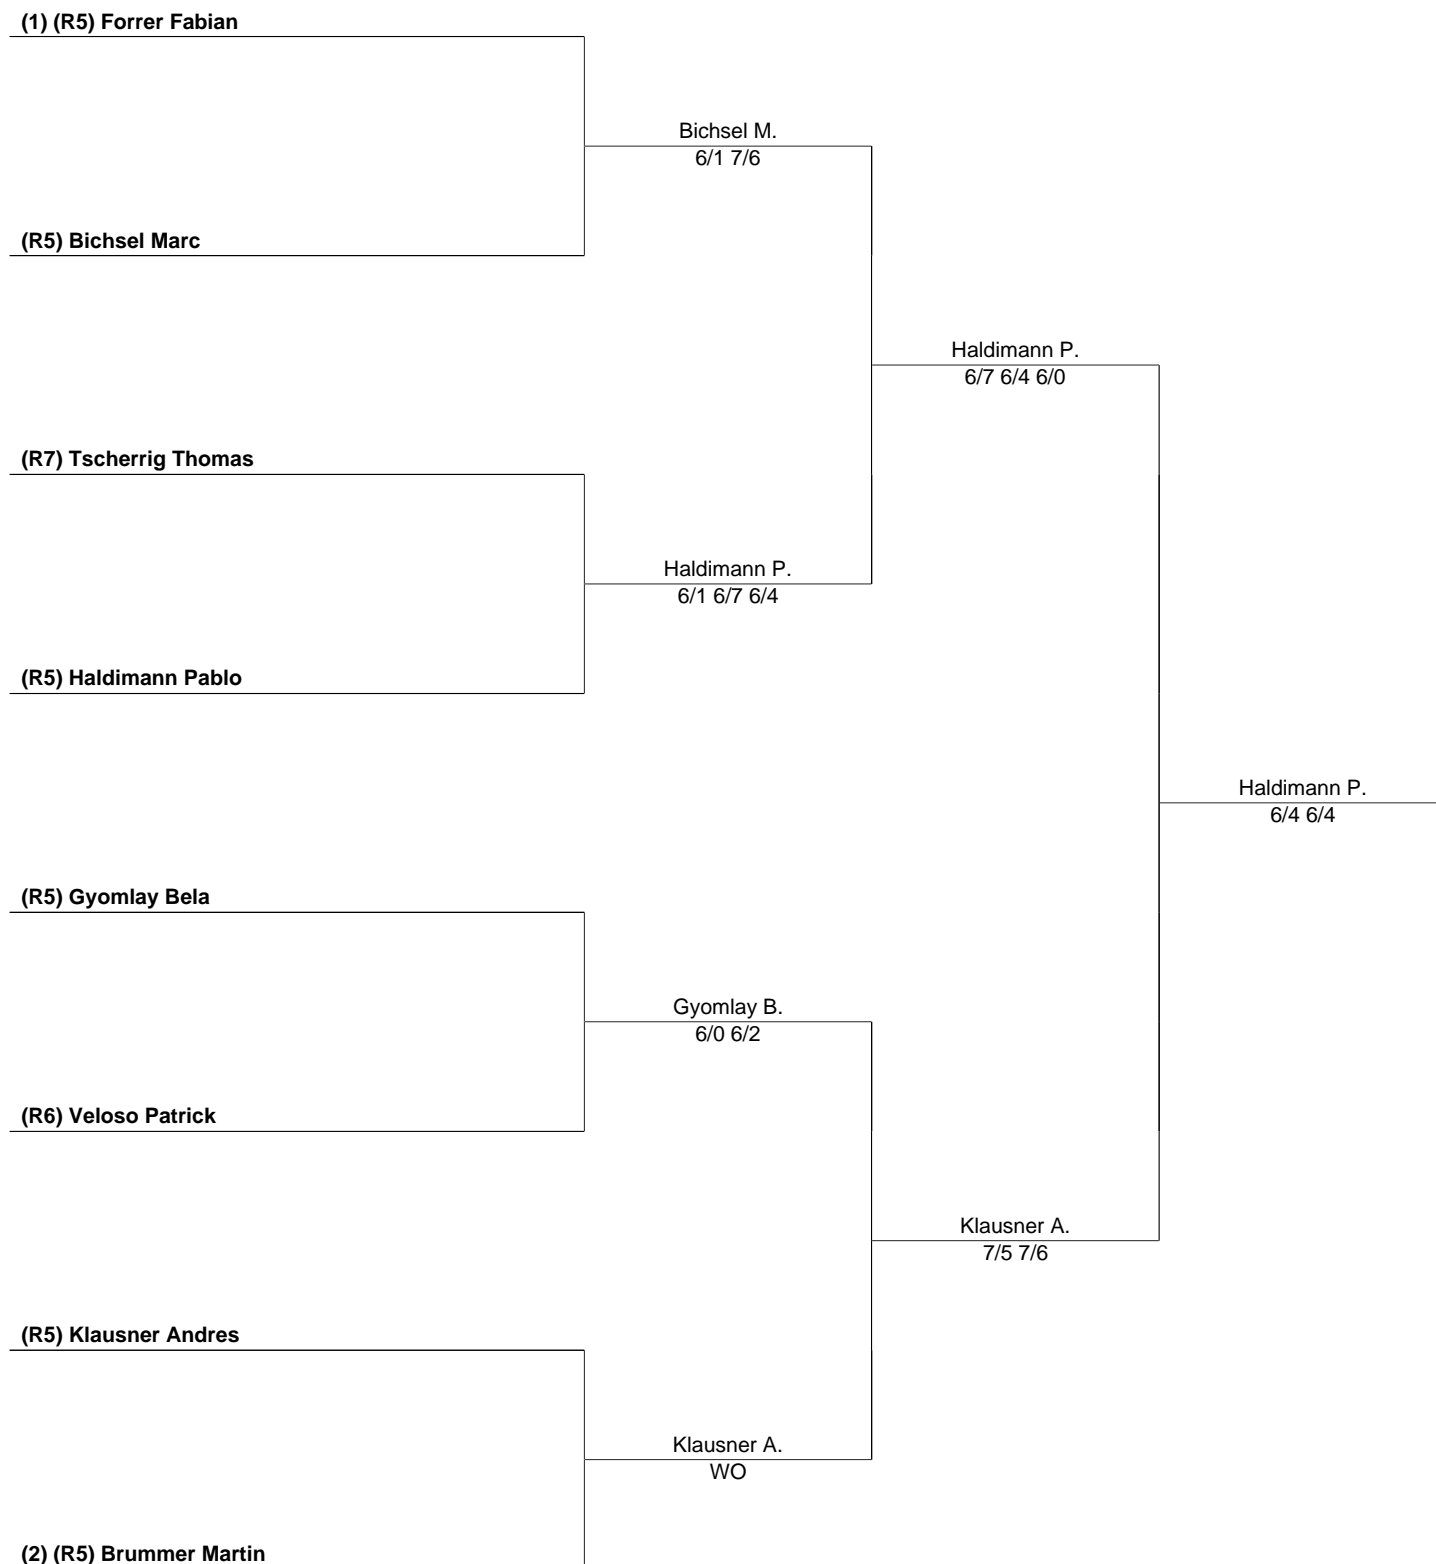 (1) (R5) Forrer Fabian
Bichsel M.
6/1 7/6
(R5) Bichsel Marc
Haldimann P.
6/7 6/4 6/0
(R7) Tscherrig Thomas
Haldimann P.
6/1 6/7 6/4
(R5) Haldimann Pablo
Haldimann P.
6/4 6/4
(R5) Gyomlay Bela
Gyomlay B.
6/0 6/2
(R6) Veloso Patrick
Klausner A.
7/5 7/6
(R5) Klausner Andres
Klausner A.
WO
(2) (R5) Brummer Martin